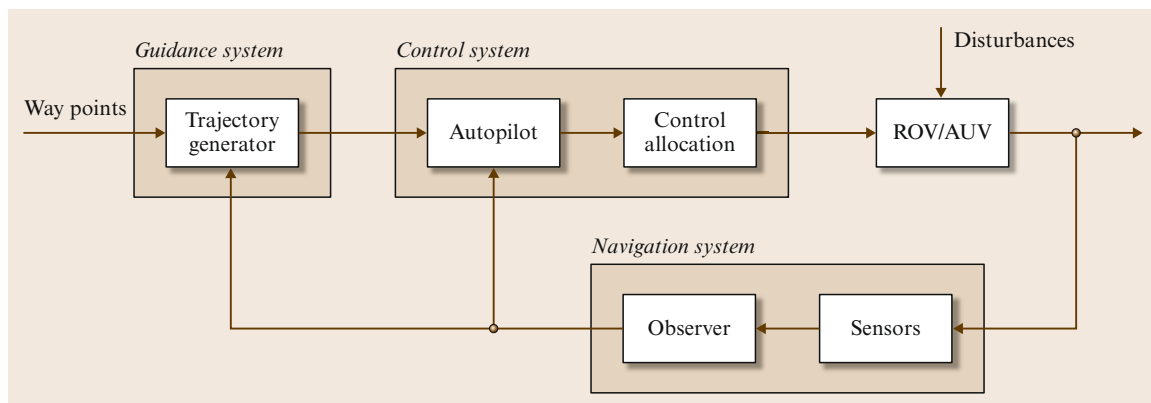 Guidance system
Control system
Disturbances
Way points
Trajectory
generator
Autopilot
Control
allocation
ROV/AUV
Navigation system
Observer
Sensors